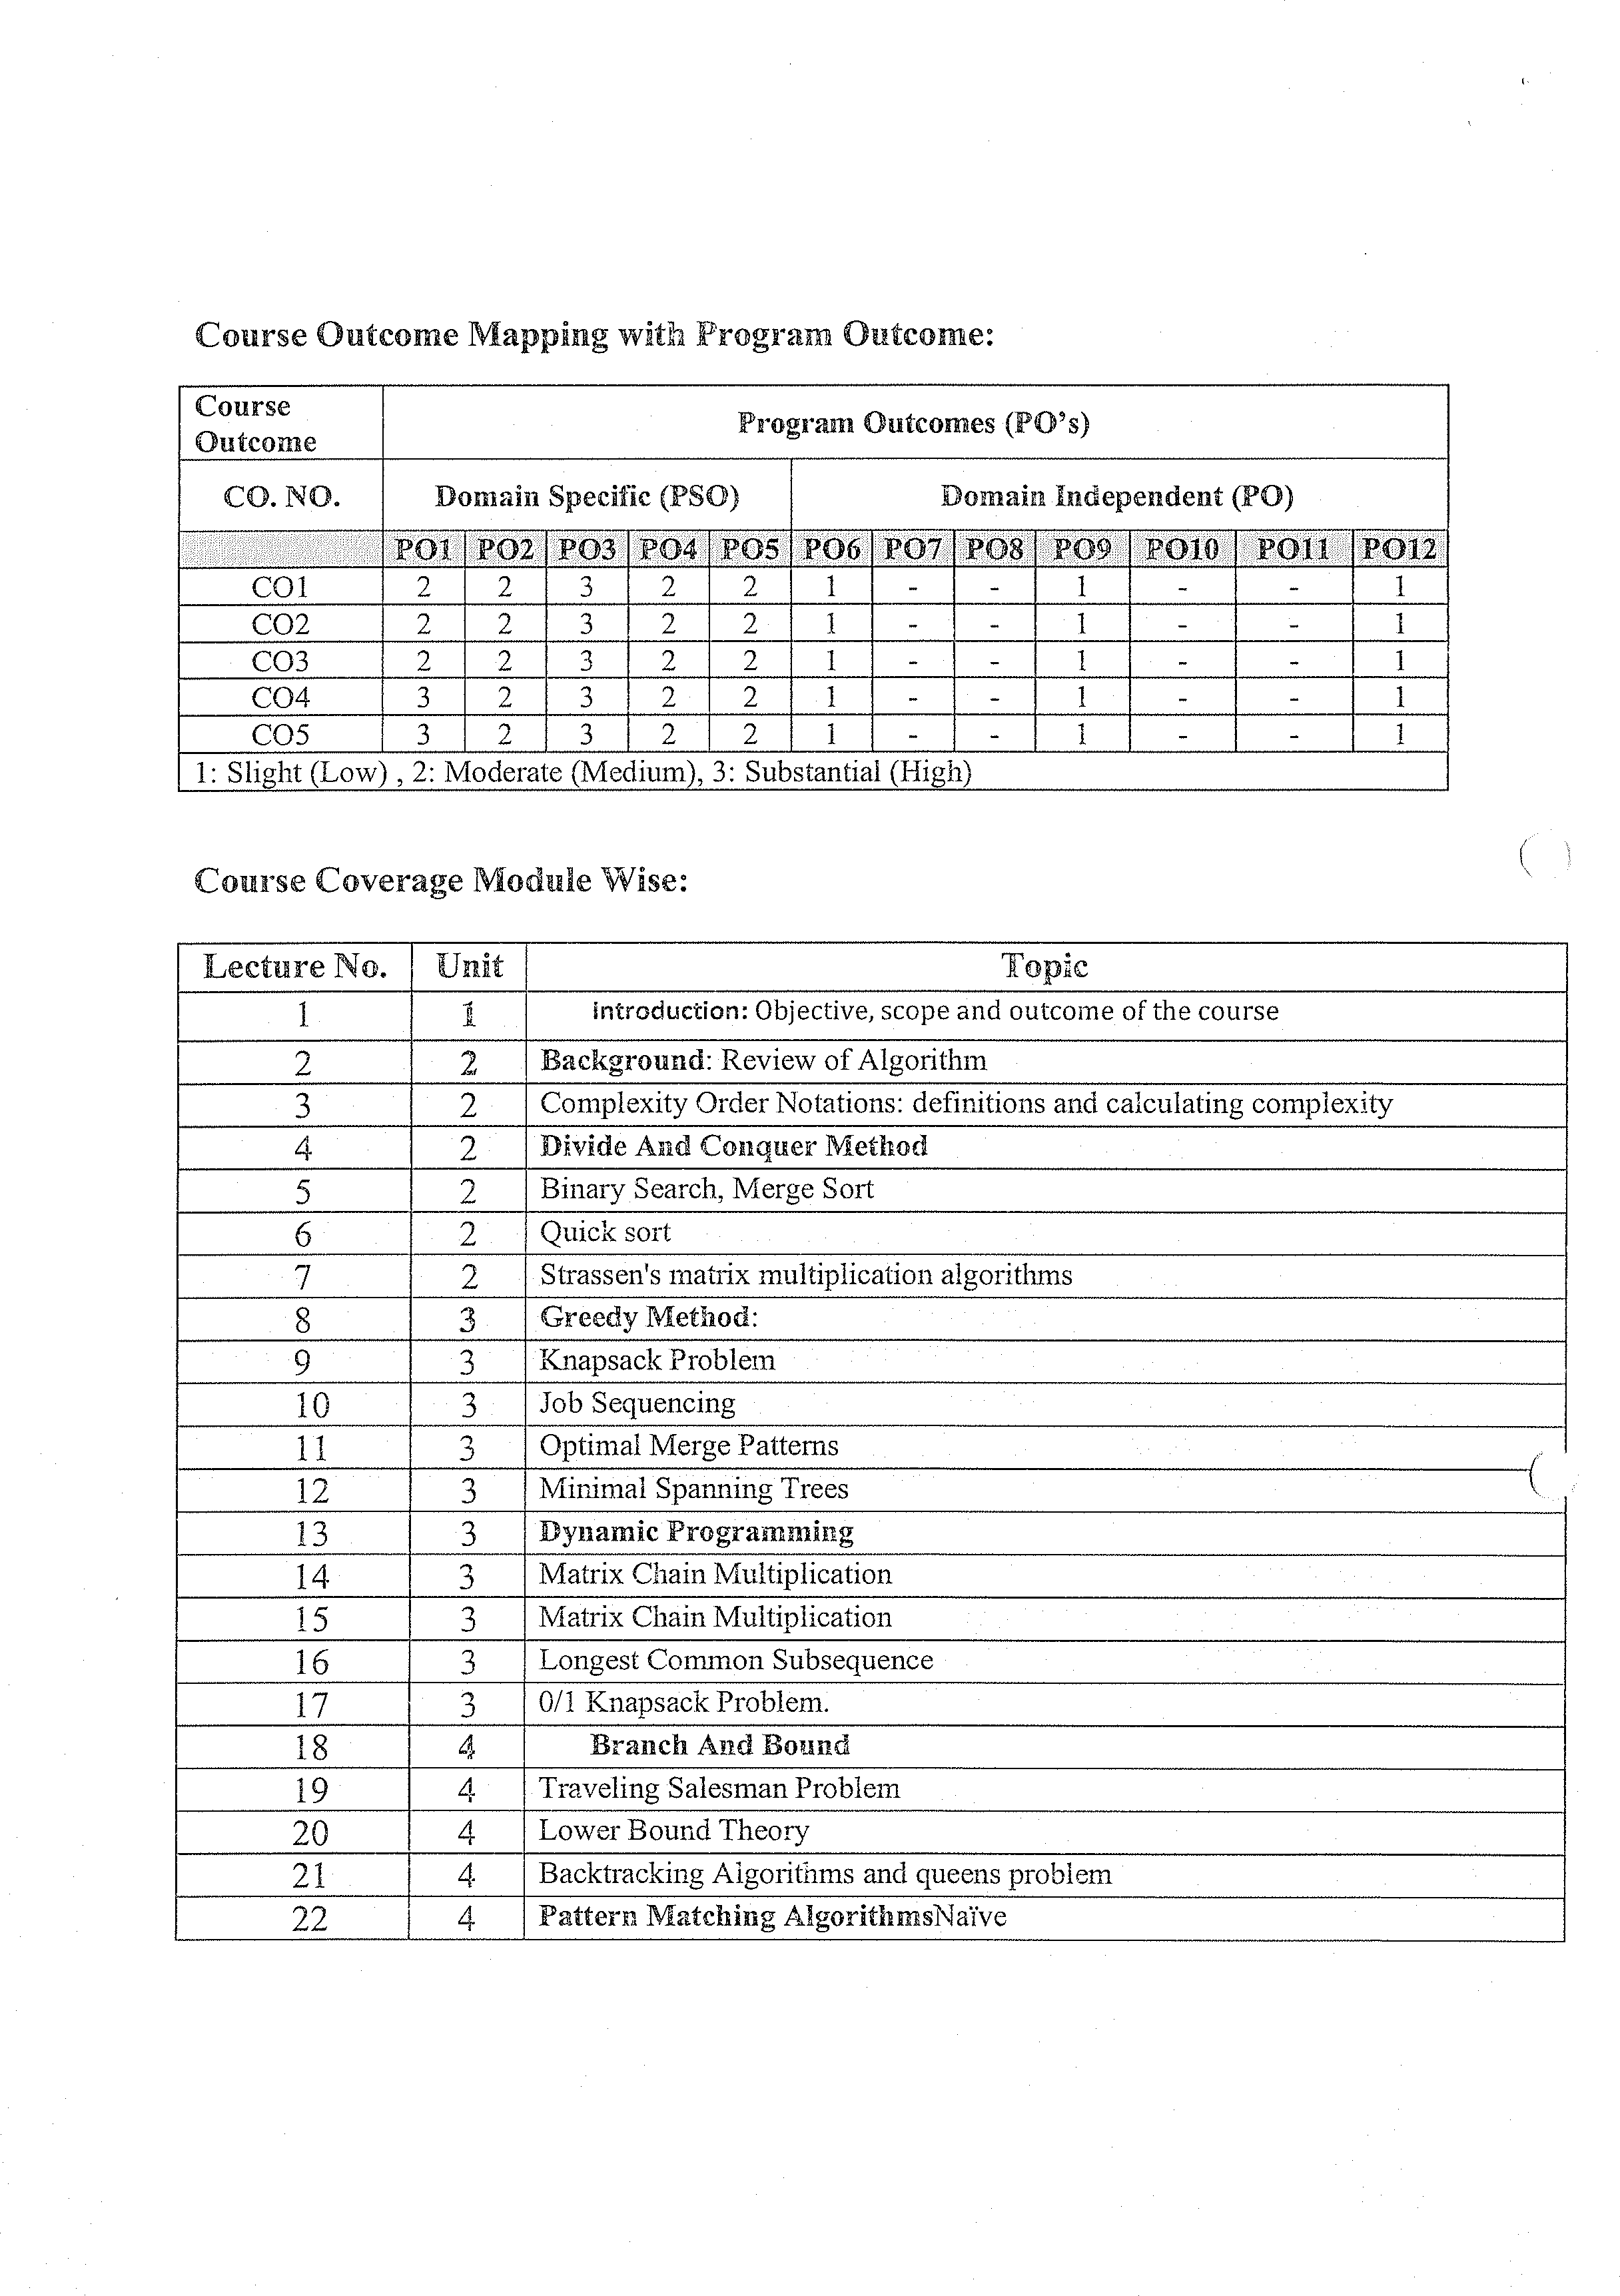 Course Outcome Mapping with Program Outcome:
Course Outcome Program Outcomes (PO's)
CO. NO. Domain Specific (PSO) Domain Independent (PO)
PO1 PO2 PO3 PO4 PO5 PO6 PO7 PO8 PO9 PO10 PO11 PO12
CO1 2 2 3 2 2 1 - - 1 - - 1
CO2 2 2 3 2 2 1 - - 1 - - 1
CO3 2 2 3 2 2 1 - - 1 - - 1
CO4 3 2 3 2 2 1 - - 1 - - 1
CO5 3 2 3 2 2 1 - - 1 - - 1
1: Slight (Low) , 2: Moderate (Medium), 3: Substantial (High)
Course Coverage Module Wise:
Lecture No. Unit Topic
1 1 Introduction: Objective, scope and outcome of the course
2 2 Background: Review of Algorithm
3 2 Complexity Order Notations: definitions and calculating complexity
4 2 Divide And Conquer Method
5 2 Binary Search, Merge Sort
6 2 Quick sort
7 2 Strassen's matrix multiplication algorithms
8 3 Greedy Method:
9 3 Knapsack Problem
10 3 Job Sequencing
11 3 Optimal Merge Patterns
12 3 Minimal Spanning Trees
13 3 Dynamic Programming
14 3 Matrix Chain Multiplication
15 3 Matrix Chain Multiplication
16 3 Longest Common Subsequence
17 3 0/1 Knapsack Problem.
18 4 Branch And Bound
19 4 Traveling Salesman Problem
20 4 Lower Bound Theory
21 4 Backtracking Algorithms and queens problem
22 4 Pattern Matching AlgorithmsNaïve